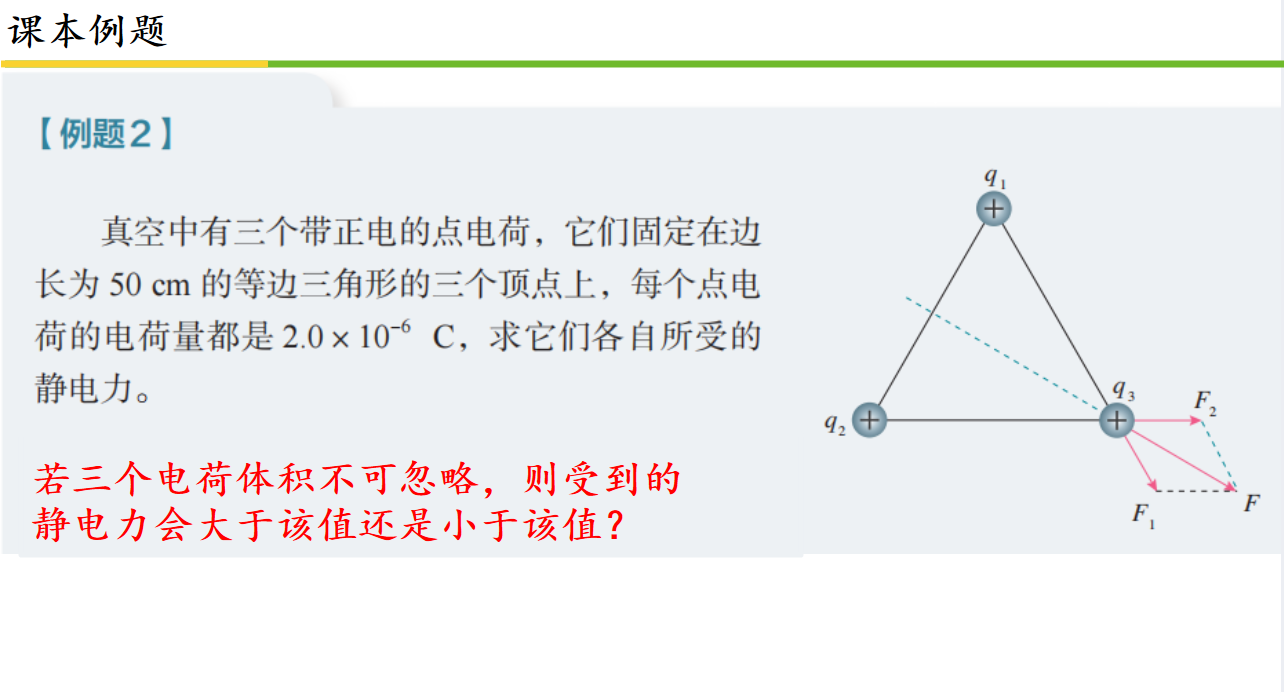 课本例题
【例题2】
真空中有三个带正电的点电荷，它们固定在边
长为 50 cm 的等边三角形的三个顶点上，每个点电
荷的电荷量都是 2.0 × 10⁻⁶ C，求它们各自所受的
静电力。
若三个电荷体积不可忽略，则受到的
静电力会大于该值还是小于该值？
q₁
+
q₂
+
q₃
+
F₂
F₁
F